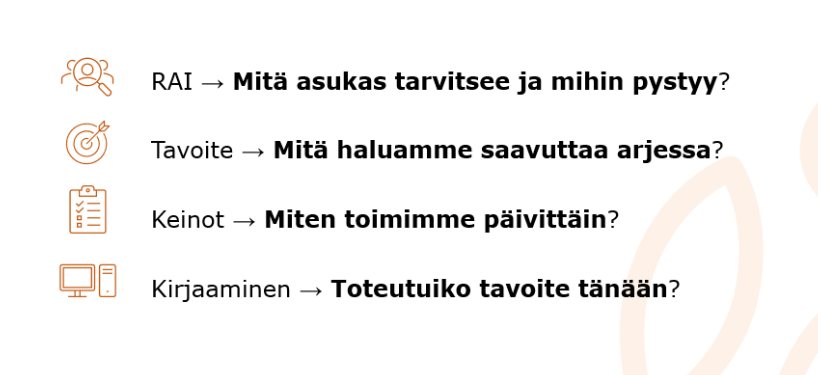 RAI → Mitä asukas tarvitsee ja mihin pystyy?
Tavoite → Mitä haluamme saavuttaa arjessa?
Keinot → Miten toimimme päivittäin?
Kirjaaminen → Toteutuiko tavoite tänään?